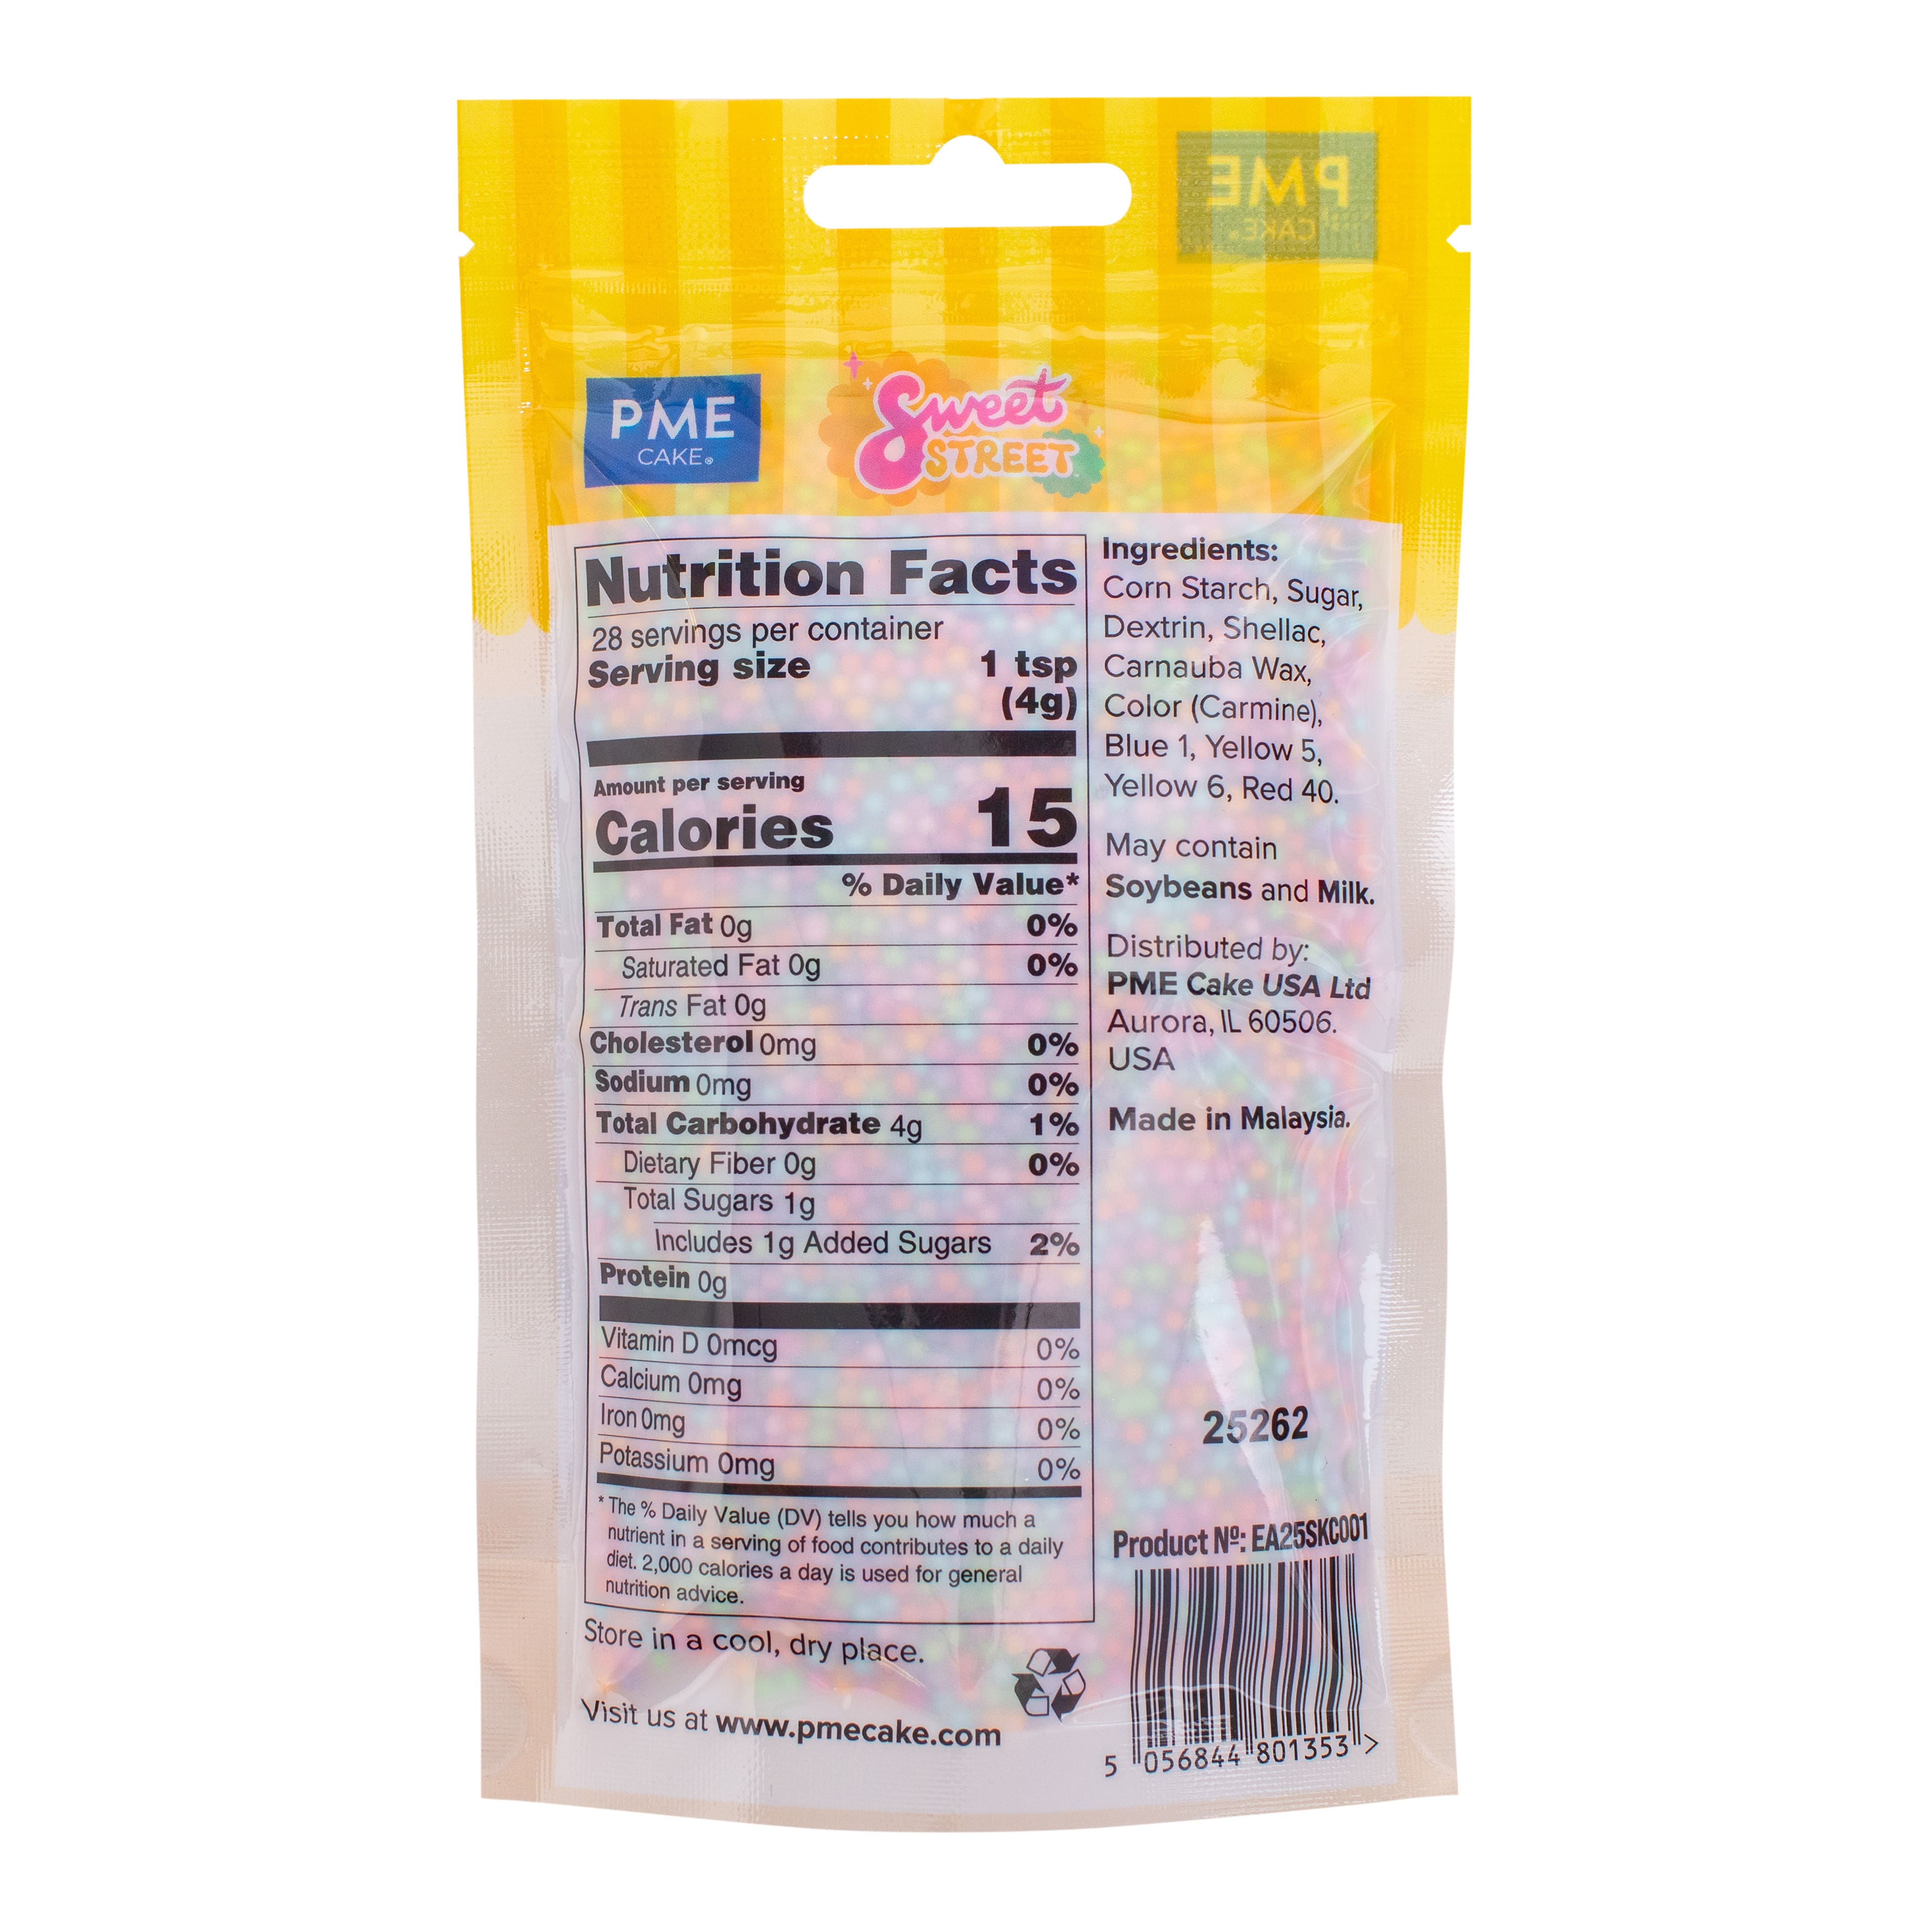 PME
CAKE.
PME
CAKE®
Sweet
STREET
Nutrition Facts
28 servings per container
Serving size 1 tsp
(4g)
Amount per serving
Calories 15
% Daily Value*
Total Fat 0g 0%
Saturated Fat 0g 0%
Trans Fat 0g
Cholesterol 0mg 0%
Sodium 0mg 0%
Total Carbohydrate 4g 1%
Dietary Fiber 0g 0%
Total Sugars 1g
Includes 1g Added Sugars 2%
Protein 0g
Vitamin D 0mcg 0%
Calcium 0mg 0%
Iron 0mg 0%
Potassium 0mg 0%
* The % Daily Value (DV) tells you how much a
nutrient in a serving of food contributes to a daily
diet. 2,000 calories a day is used for general
nutrition advice.
Store in a cool, dry place.
Visit us at www.pmecake.com
Ingredients:
Corn Starch, Sugar,
Dextrin, Shellac,
Carnauba Wax,
Color (Carmine),
Blue 1, Yellow 5,
Yellow 6, Red 40.
May contain
Soybeans and Milk.
Distributed by:
PME Cake USA Ltd
Aurora, IL 60506.
USA
Made in Malaysia.
25262
Product Nº: EA25SKC001
5 056844 801353 >